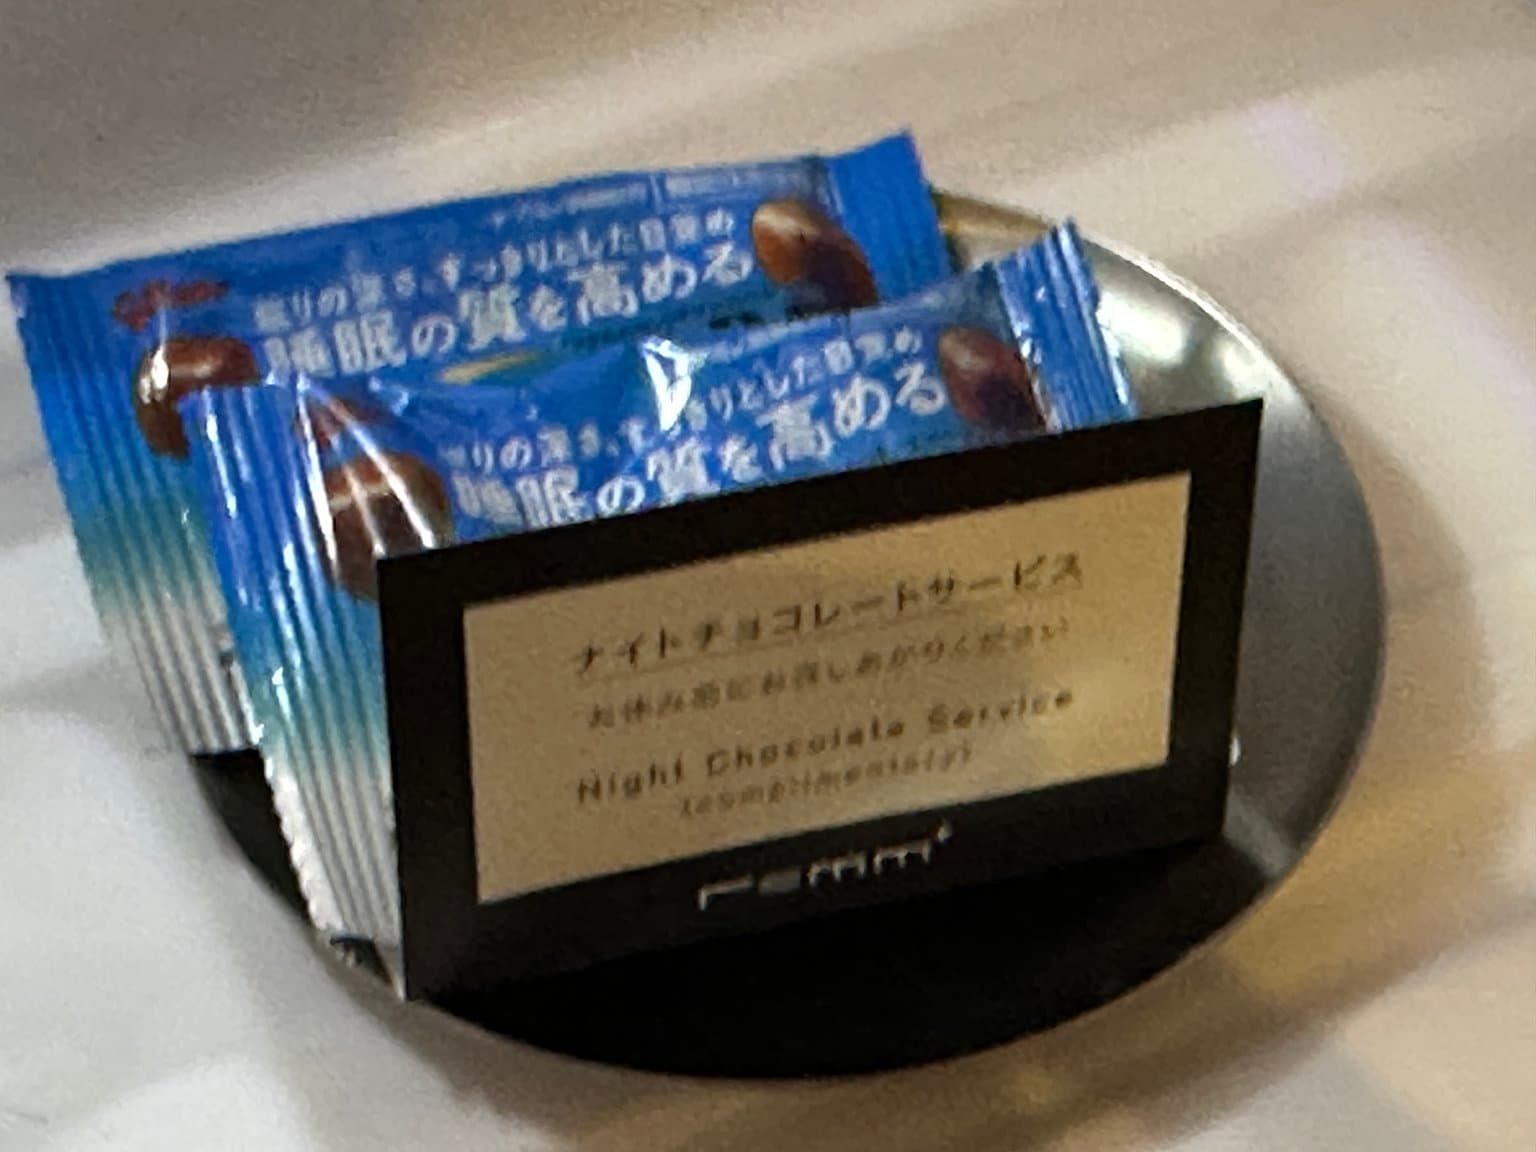 glico
眠りの深さ、すっきりとした目覚め
睡眠の質を高める
眠りの深さ、すっきりとした目覚め
睡眠の質を高める
ナイトチョコレートサービス
お休み前にお召しあがりください
Night Chocolate Service
(complimentary)
remm+